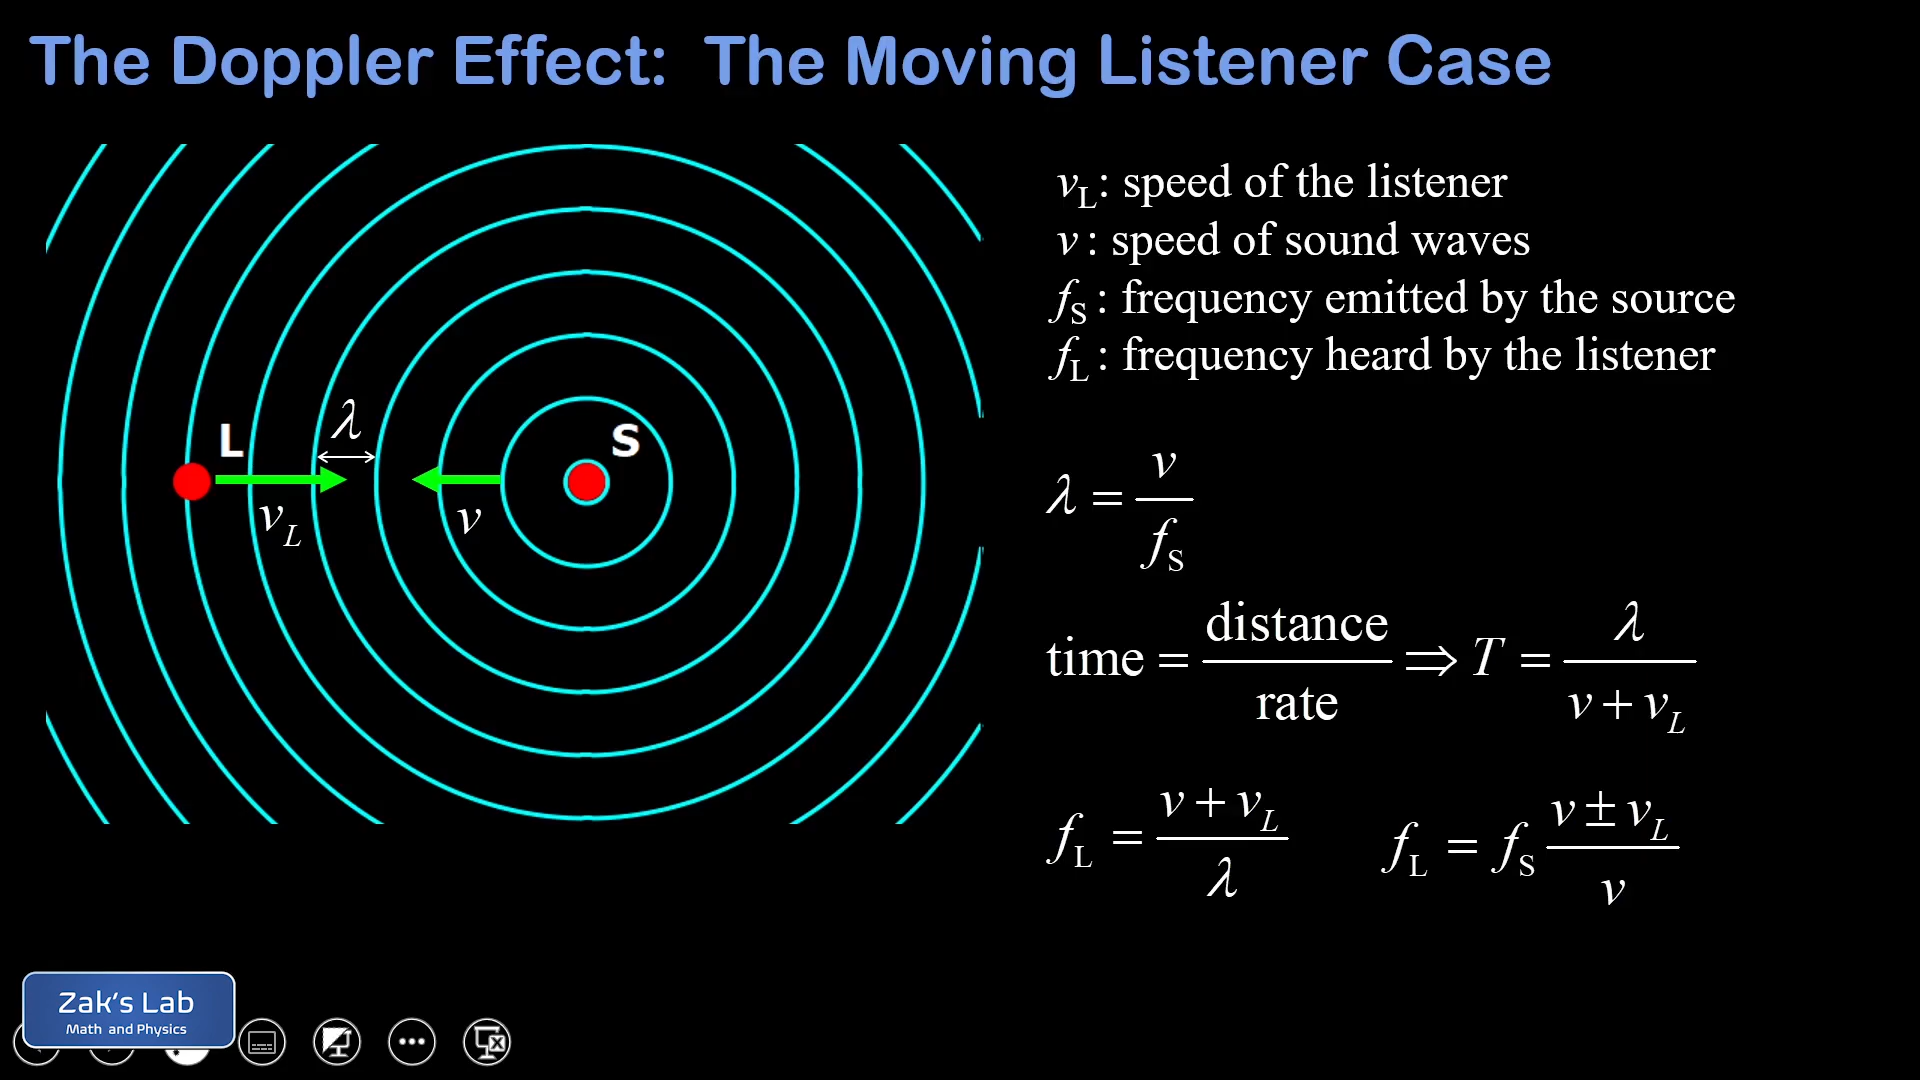 The Doppler Effect: The Moving Listener Case
v_L: speed of the listener
v : speed of sound waves
f_S : frequency emitted by the source
f_L : frequency heard by the listener
L
λ
S
v_L
v
λ = v / f_S
time = distance / rate ⇒ T = λ / (v + v_L)
f_L = (v + v_L) / λ
f_L = f_S (v ± v_L) / v
Zak's Lab
Math and Physics